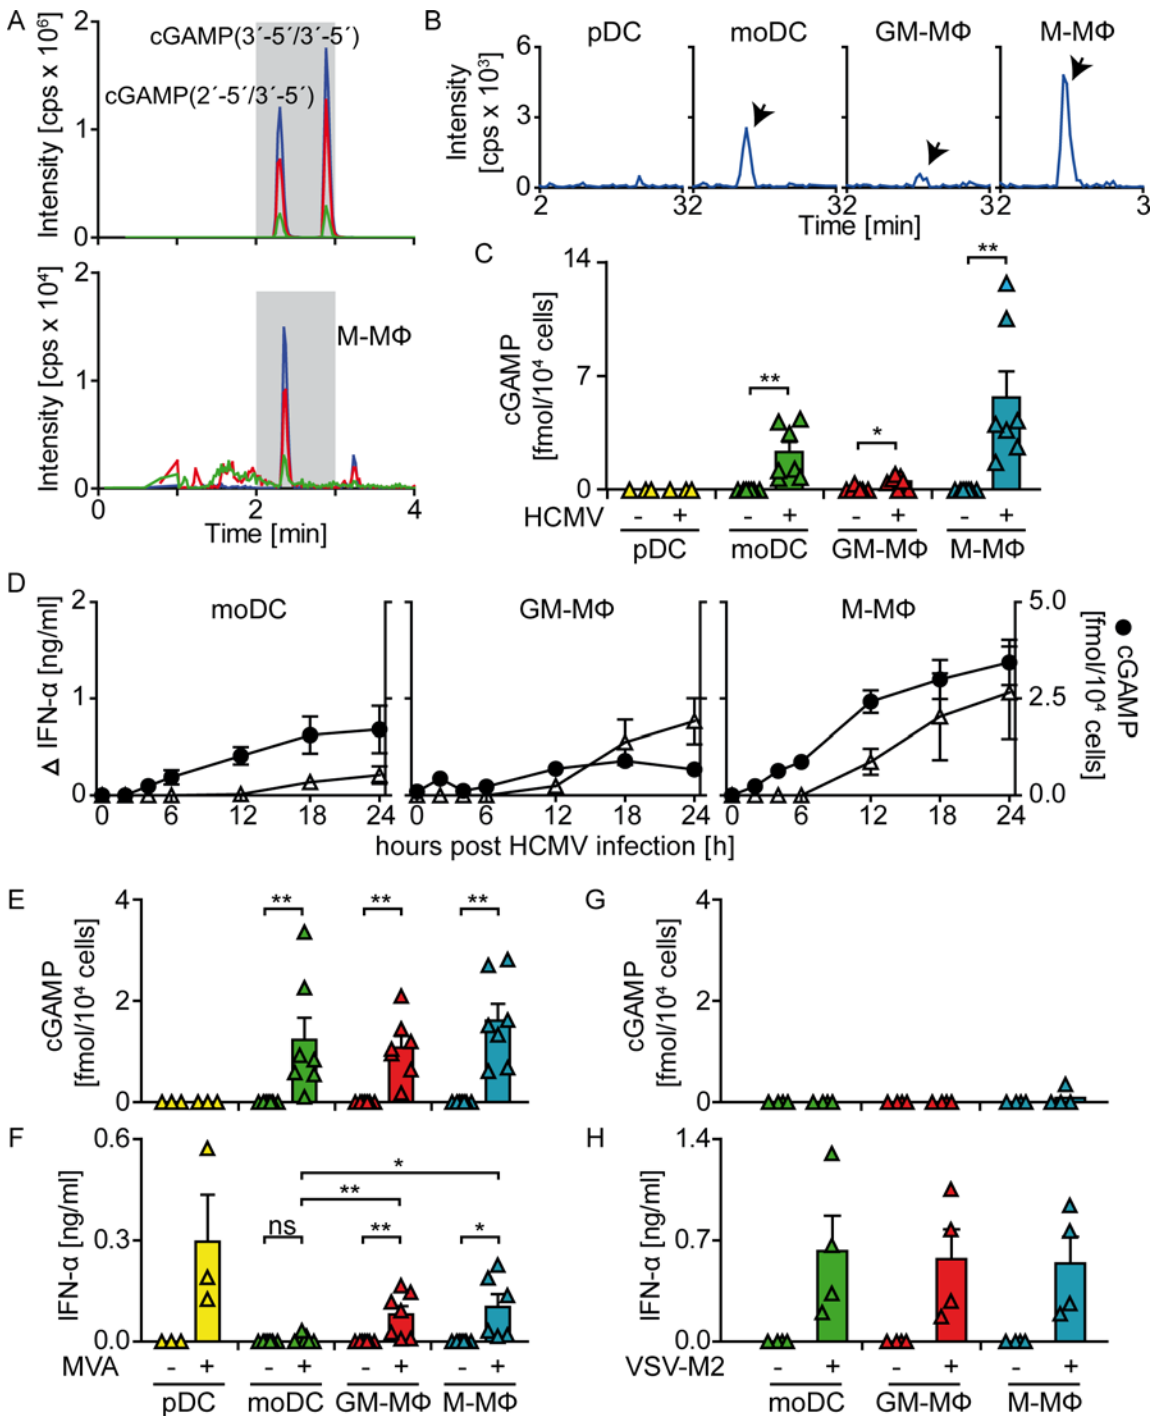 A
Intensity [cps x 10⁶]
2
1
0
cGAMP(3´-5´/3´-5´)
cGAMP(2´-5´/3´-5´)
0 2 4
Intensity [cps x 10⁴]
2
1
0
M-MΦ
0 2 4
Time [min]
B
pDC moDC GM-MΦ M-MΦ
Intensity
[cps x 10³]
6
3
0
2 32 32 32 3
Time [min]
C
cGAMP
[fmol/10⁴ cells]
14
7
0
** * **
HCMV - + - + - + - +
pDC moDC GM-MΦ M-MΦ
D
moDC GM-MΦ M-MΦ
Δ IFN-α [ng/ml]
2
1
0
5.0
2.5
0.0
cGAMP
[fmol/10⁴ cells]
0 6 12 18 24 0 6 12 18 24 0 6 12 18 24
hours post HCMV infection [h]
E
cGAMP
[fmol/10⁴ cells]
4
2
0
** ** **
F
IFN-α [ng/ml]
0.6
0.3
0.0
*
**
ns ** *
MVA - + - + - + - +
pDC moDC GM-MΦ M-MΦ
G
cGAMP
[fmol/10⁴ cells]
4
2
0
H
IFN-α [ng/ml]
1.4
0.7
0.0
VSV-M2 - + - + - +
moDC GM-MΦ M-MΦ